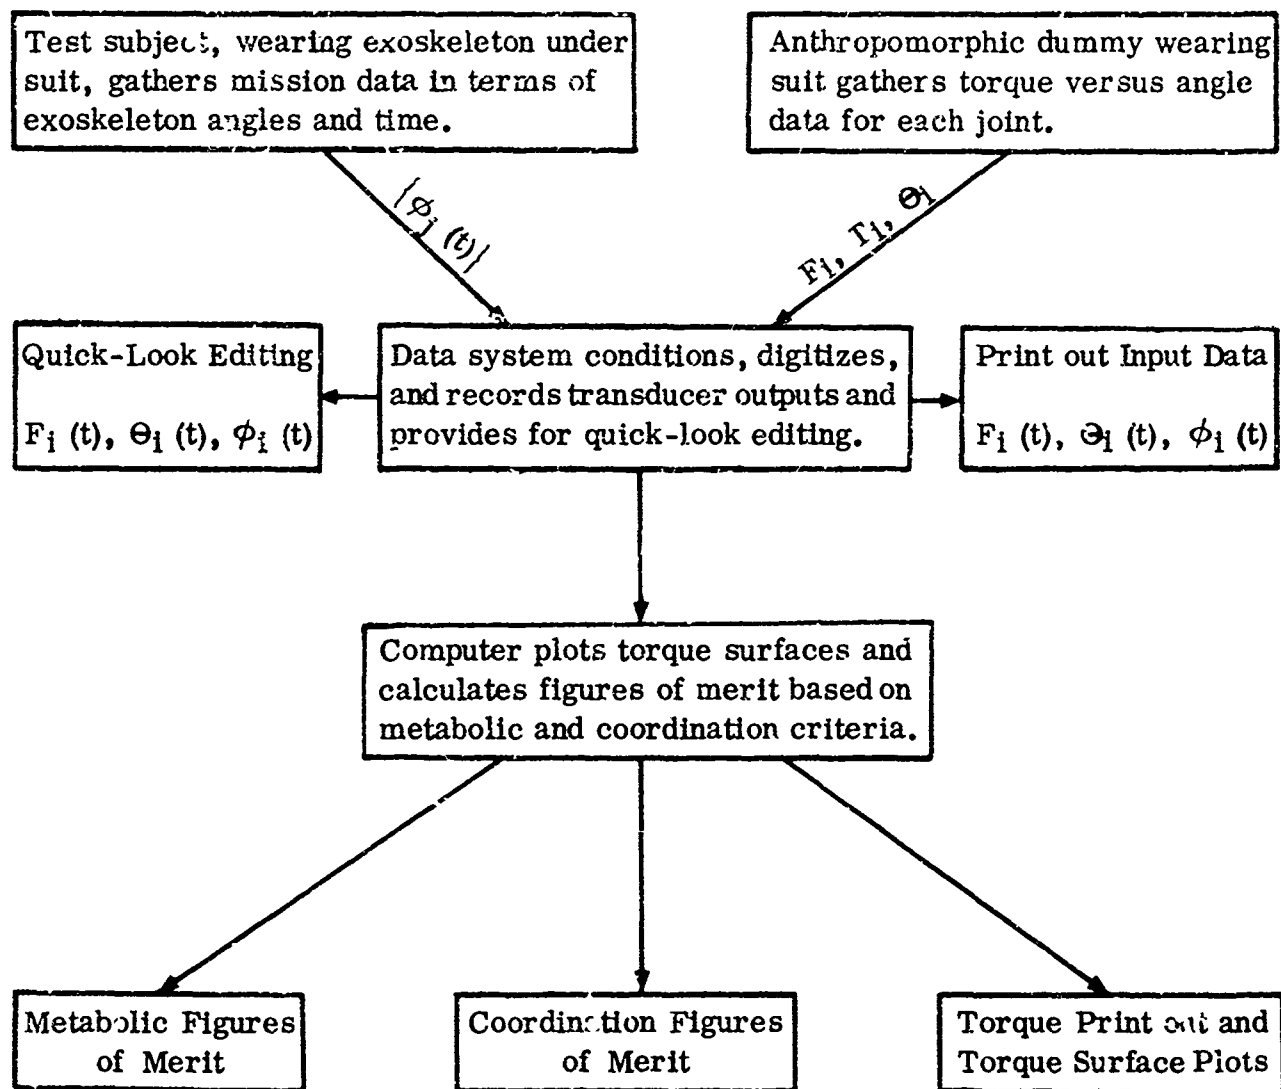 Test subject, wearing exoskeleton under
suit, gathers mission data in terms of
exoskeleton angles and time.
Anthropomorphic dummy wearing
suit gathers torque versus angle
data for each joint.
{ϕj (t)}
Fi, Ti, Θi
Quick-Look Editing
Fi (t), Θi (t), ϕi (t)
Data system conditions, digitizes,
and records transducer outputs and
provides for quick-look editing.
Print out Input Data
Fi (t), Θi (t), ϕi (t)
Computer plots torque surfaces and
calculates figures of merit based on
metabolic and coordination criteria.
Metabolic Figures
of Merit
Coordination Figures
of Merit
Torque Print out and
Torque Surface Plots